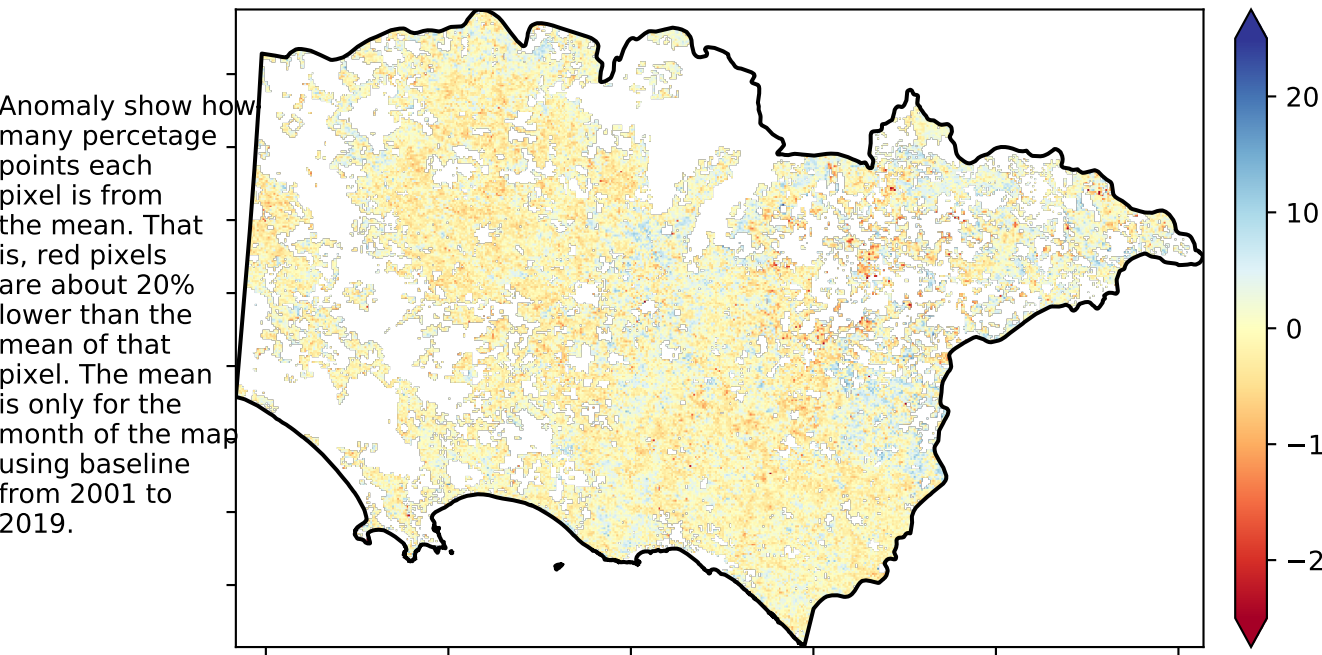 Anomaly show how
many percetage
points each
pixel is from
the mean. That
is, red pixels
are about 20%
lower than the
mean of that
pixel. The mean
is only for the
month of the map
using baseline
from 2001 to
2019.
20
10
0
−1
−2